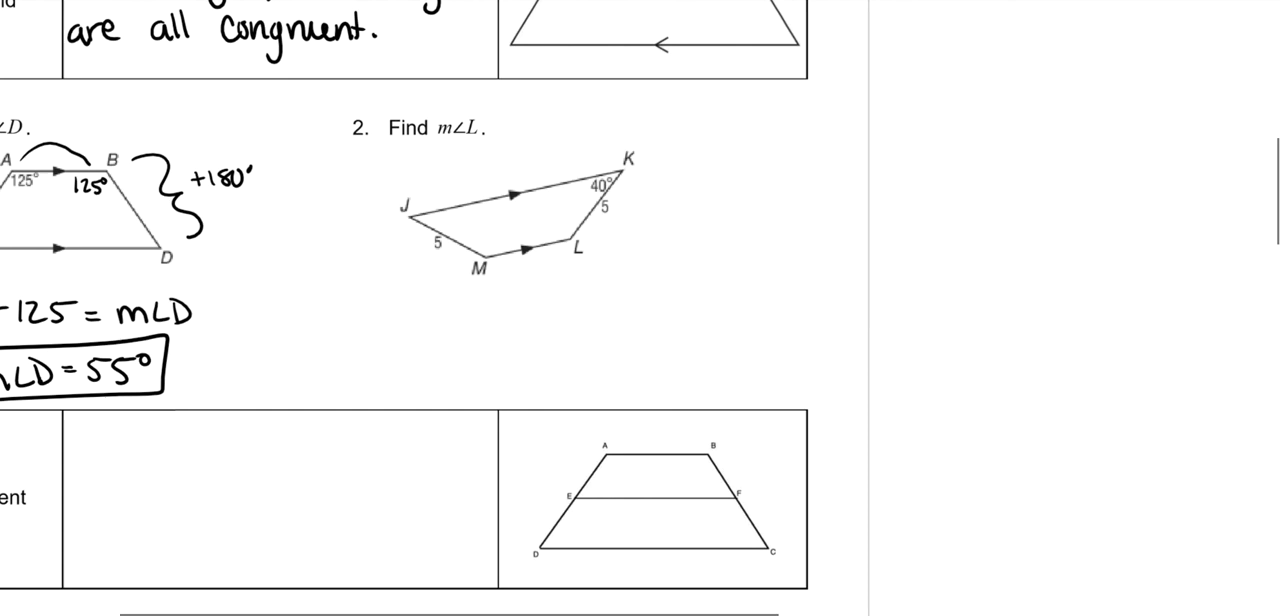 are all congruent.
∠D.
2. Find m∠L.
A
B
125°
125°
+180°
D
K
40°
J
5
5
L
M
125 = m∠D
∠D = 55°
ent
A
B
E
F
D
C